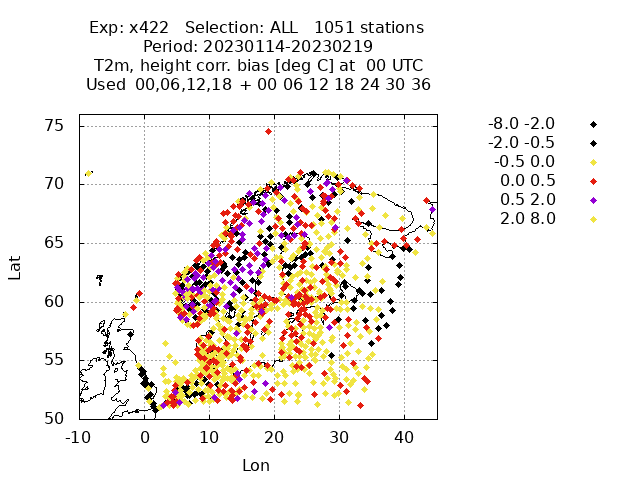 Exp: x422 Selection: ALL 1051 stations
Period: 20230114-20230219
T2m, height corr. bias [deg C] at 00 UTC
Used 00,06,12,18 + 00 06 12 18 24 30 36
-8.0 -2.0
-2.0 -0.5
-0.5 0.0
0.0 0.5
0.5 2.0
2.0 8.0
75
70
65
60
55
50
Lat
-10 0 10 20 30 40
Lon